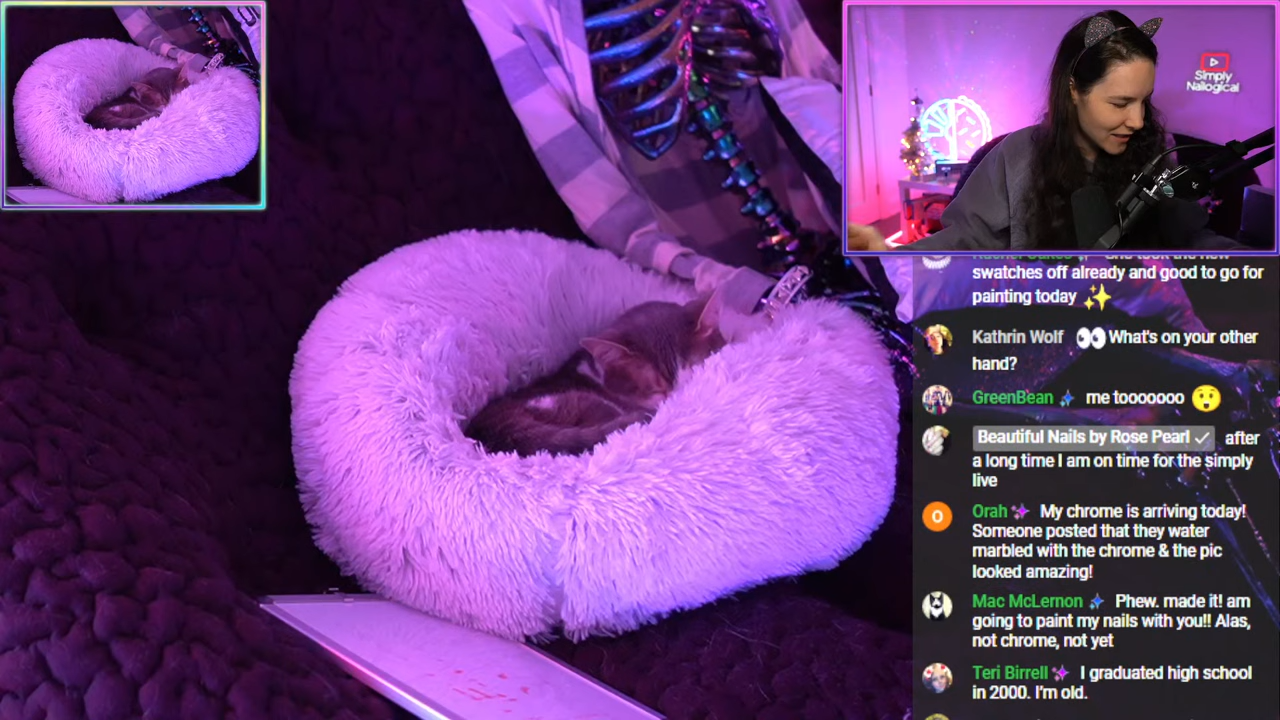 Simply
Nailogical
swatches off already and good to go for
painting today ✨
Kathrin Wolf 👀What's on your other
hand?
GreenBean me tooooooo 😲
Beautiful Nails by Rose Pearl ✓ after
a long time I am on time for the simply
live
O
Orah My chrome is arriving today!
Someone posted that they water
marbled with the chrome & the pic
looked amazing!
Mac McLernon Phew. made it! am
going to paint my nails with you!! Alas,
not chrome, not yet
Teri Birrell I graduated high school
in 2000. I'm old.